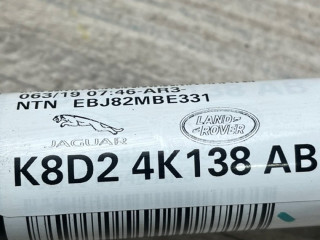 063/19 07:46-AR3-
NTN EBJ82MBE331
JAGUAR
LAND-
ROVER
K8D2 4K138 AB